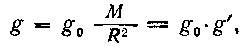 g = g₀ M/R² == g₀ · g′,